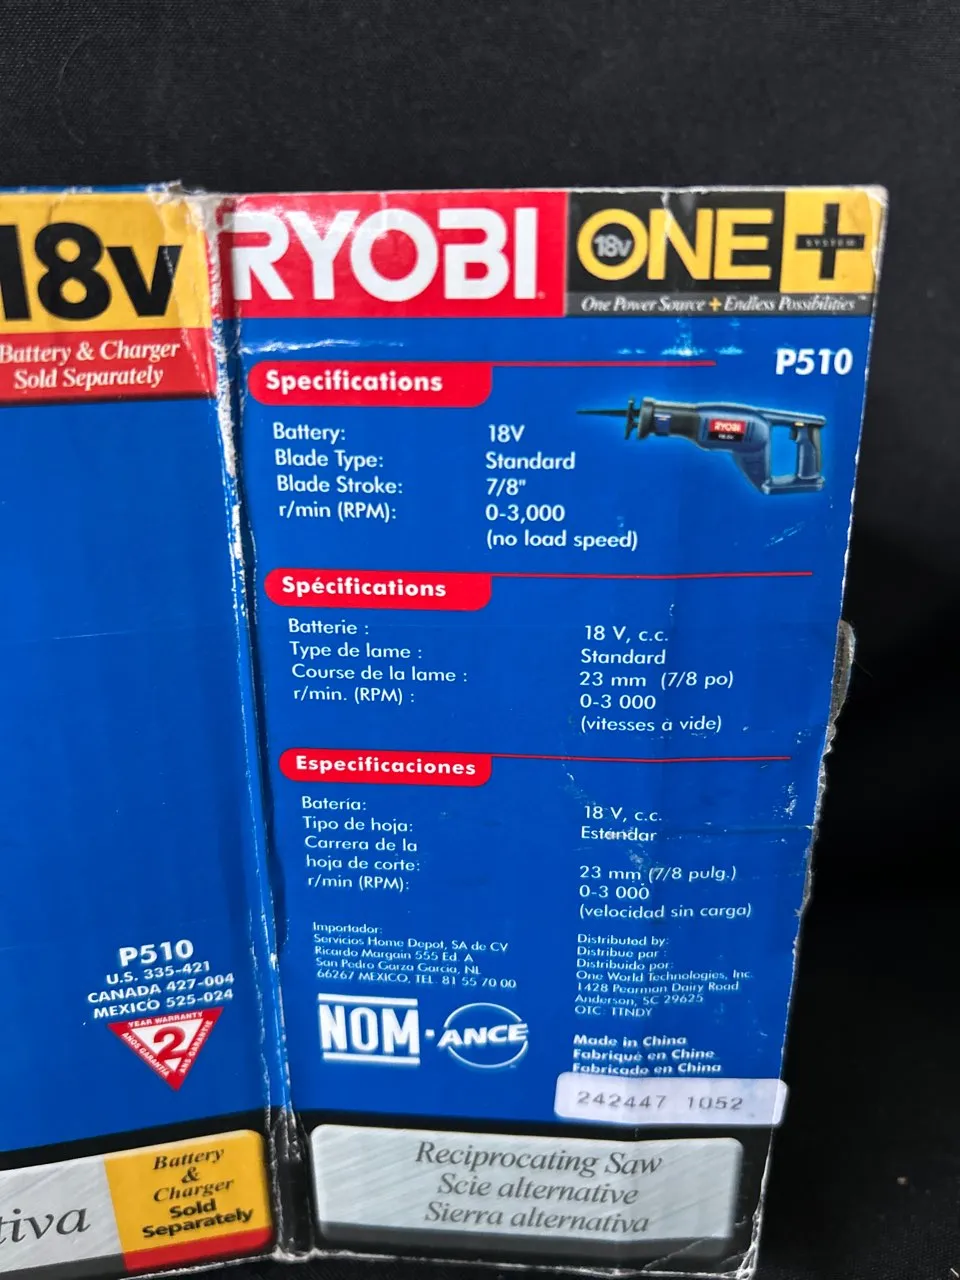 18v
Battery & Charger
Sold Separately
P510
U.S. 335-421
CANADA 427-004
MEXICO 525-024
YEAR WARRANTY
2
AÑOS GARANTIA
ANS GARANTIE
tiva
Battery
&
Charger
Sold
Separately
RYOBI
18v ONE+
SYSTEM
One Power Source + Endless Possibilities™
P510
Specifications
RYOBI
Battery: 18V
Blade Type: Standard
Blade Stroke: 7/8"
r/min (RPM): 0-3,000
(no load speed)
Spécifications
Batterie : 18 V, c.c.
Type de lame : Standard
Course de la lame : 23 mm (7/8 po)
r/min. (RPM) : 0-3 000
(vitesses à vide)
Especificaciones
Batería: 18 V, c.c.
Tipo de hoja: Estándar
Carrera de la
hoja de corte: 23 mm (7/8 pulg.)
r/min (RPM): 0-3 000
(velocidad sin carga)
Importador:
Servicios Home Depot, SA de CV
Ricardo Margain 555 Ed. A
San Pedro Garza Garcia, NL
66267 MEXICO, TEL. 81 55 70 00
NOM·ANCE
Distributed by:
Distribue par :
Distribuido por:
One World Technologies, Inc.
1428 Pearman Dairy Road
Anderson, SC 29625
OTC: TTNDY
Made in China
Fabriqué en Chine
Fabricado en China
242447 1052
Reciprocating Saw
Scie alternative
Sierra alternativa